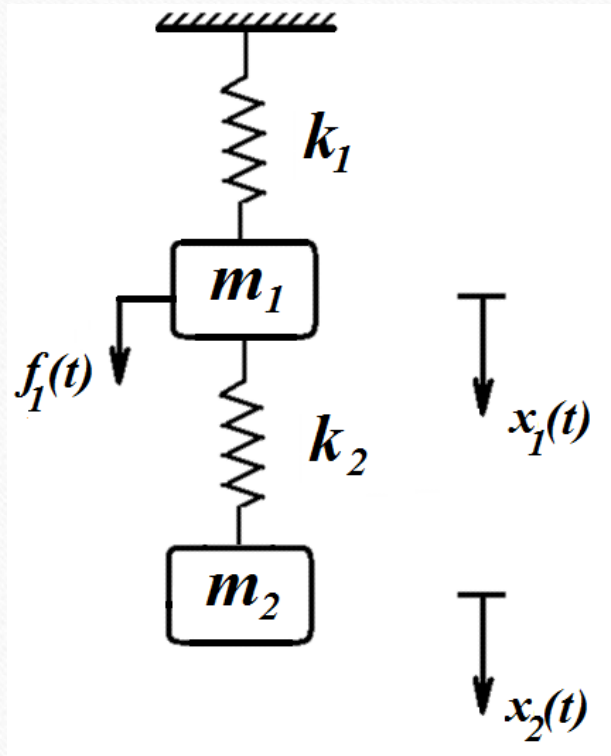 k₁
m₁
f₁(t)
x₁(t)
k₂
m₂
x₂(t)